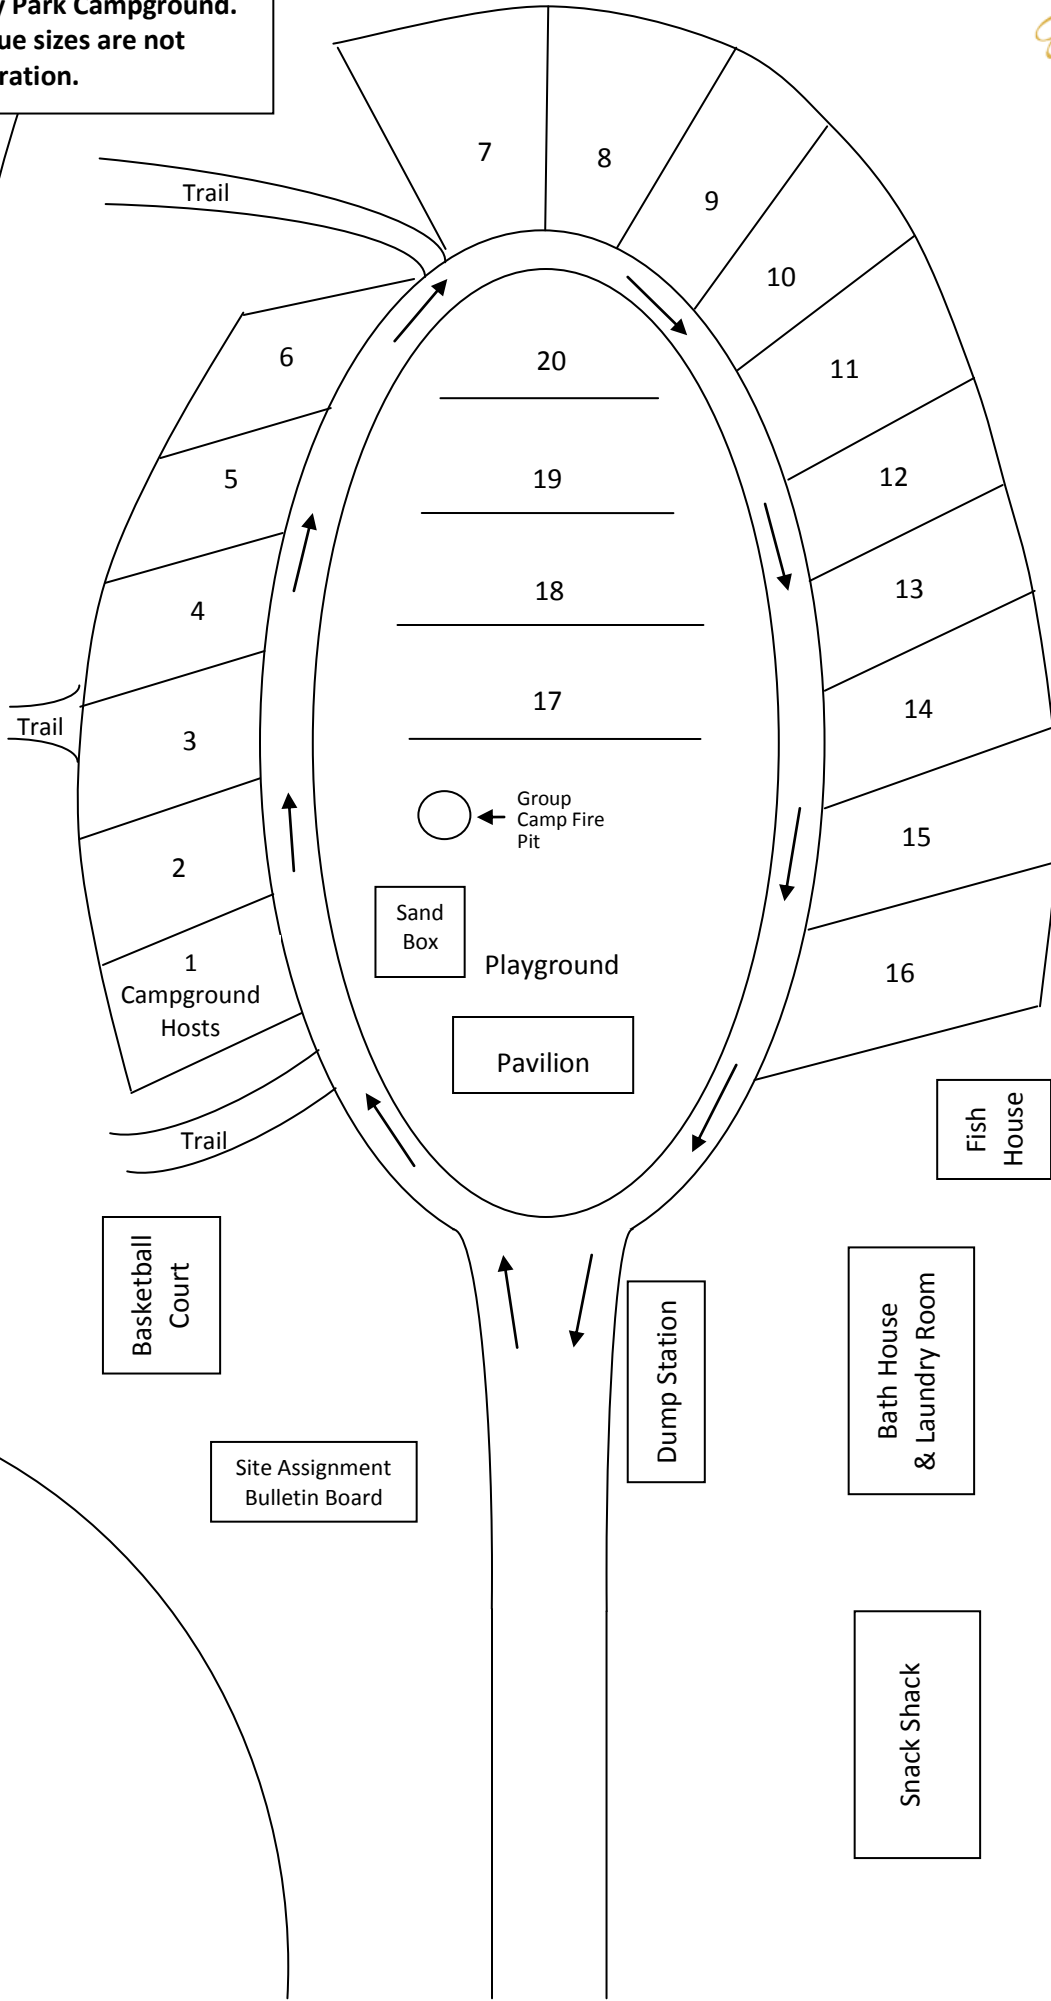 Park Campground.
sizes are not
7
8
Trail
9
10
6
20
11
5
19
12
4
18
13
17
14
Trail
3
Group
Camp Fire
Pit
15
2
Sand
Box
1
Campground
Hosts
Playground
16
Pavilion
Fish
House
Trail
Basketball
Court
Dump Station
Bath House
& Laundry Room
Site Assignment
Bulletin Board
Snack Shack